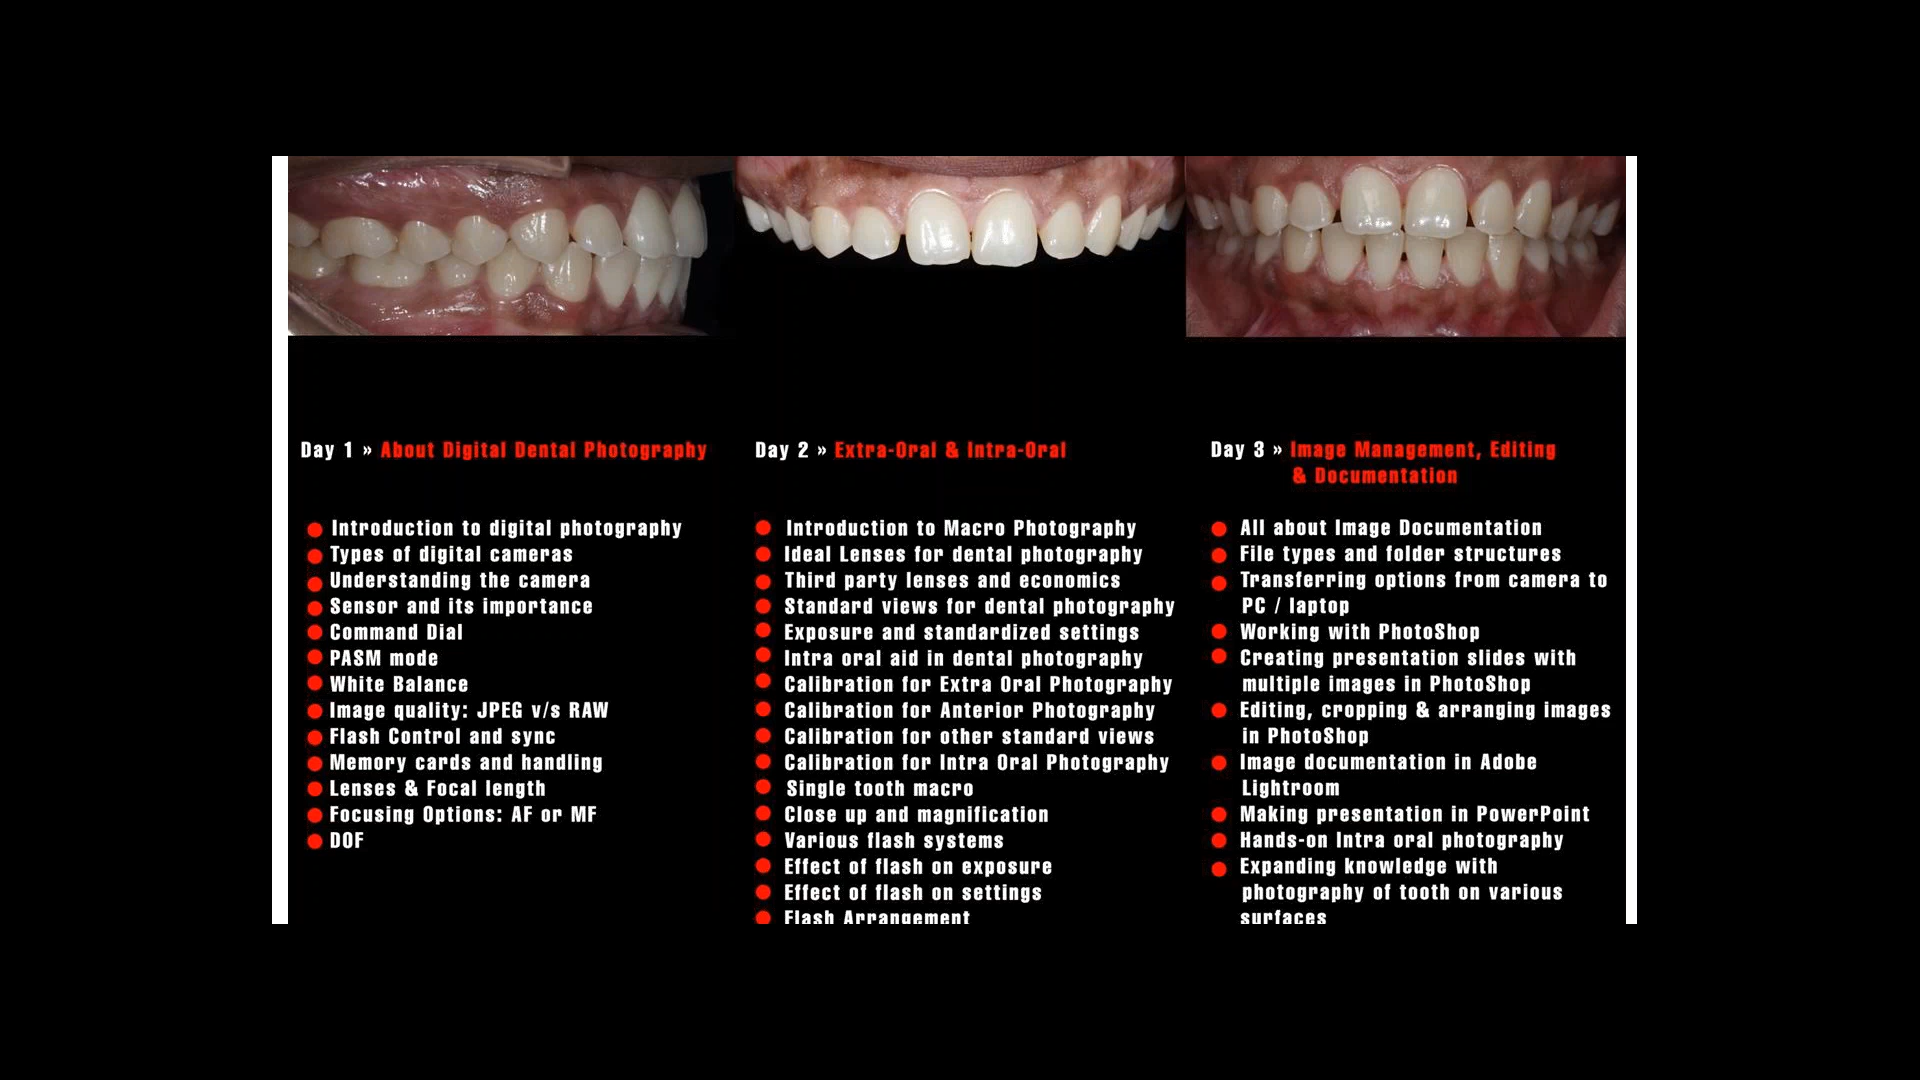 Day 1 » About Digital Dental Photography
Introduction to digital photography
Types of digital cameras
Understanding the camera
Sensor and its importance
Command Dial
PASM mode
White Balance
Image quality: JPEG v/s RAW
Flash Control and sync
Memory cards and handling
Lenses & Focal length
Focusing Options: AF or MF
DOF
Day 2 » Extra-Oral & Intra-Oral
Introduction to Macro Photography
Ideal Lenses for dental photography
Third party lenses and economics
Standard views for dental photography
Exposure and standardized settings
Intra oral aid in dental photography
Calibration for Extra Oral Photography
Calibration for Anterior Photography
Calibration for other standard views
Calibration for Intra Oral Photography
Single tooth macro
Close up and magnification
Various flash systems
Effect of flash on exposure
Effect of flash on settings
Flash Arrangement
Day 3 » Image Management, Editing
& Documentation
All about Image Documentation
File types and folder structures
Transferring options from camera to
PC / laptop
Working with PhotoShop
Creating presentation slides with
multiple images in PhotoShop
Editing, cropping & arranging images
in PhotoShop
Image documentation in Adobe
Lightroom
Making presentation in PowerPoint
Hands-on Intra oral photography
Expanding knowledge with
photography of tooth on various
surfaces